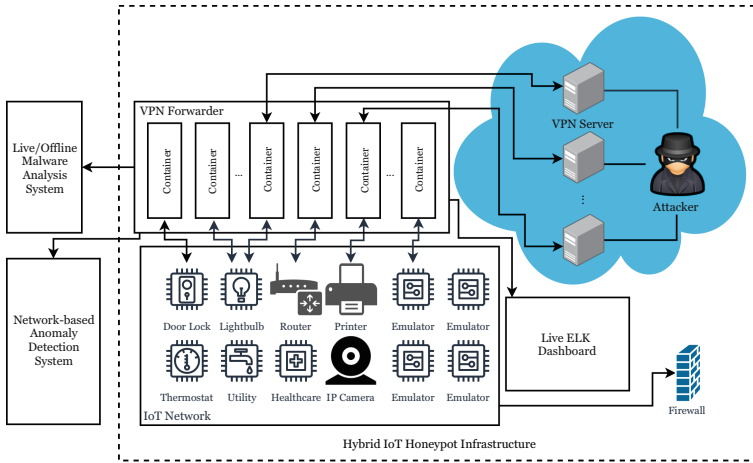 VPN Forwarder
Container
Container
...
Container
Container
Container
...
Container
VPN Server
...
Attacker
Live/Offline
Malware
Analysis
System
Network-based
Anomaly
Detection
System
Door Lock
Lightbulb
Router
Printer
Emulator
Emulator
Thermostat
Utility
Healthcare
IP Camera
Emulator
Emulator
IoT Network
Live ELK
Dashboard
Firewall
Hybrid IoT Honeypot Infrastructure